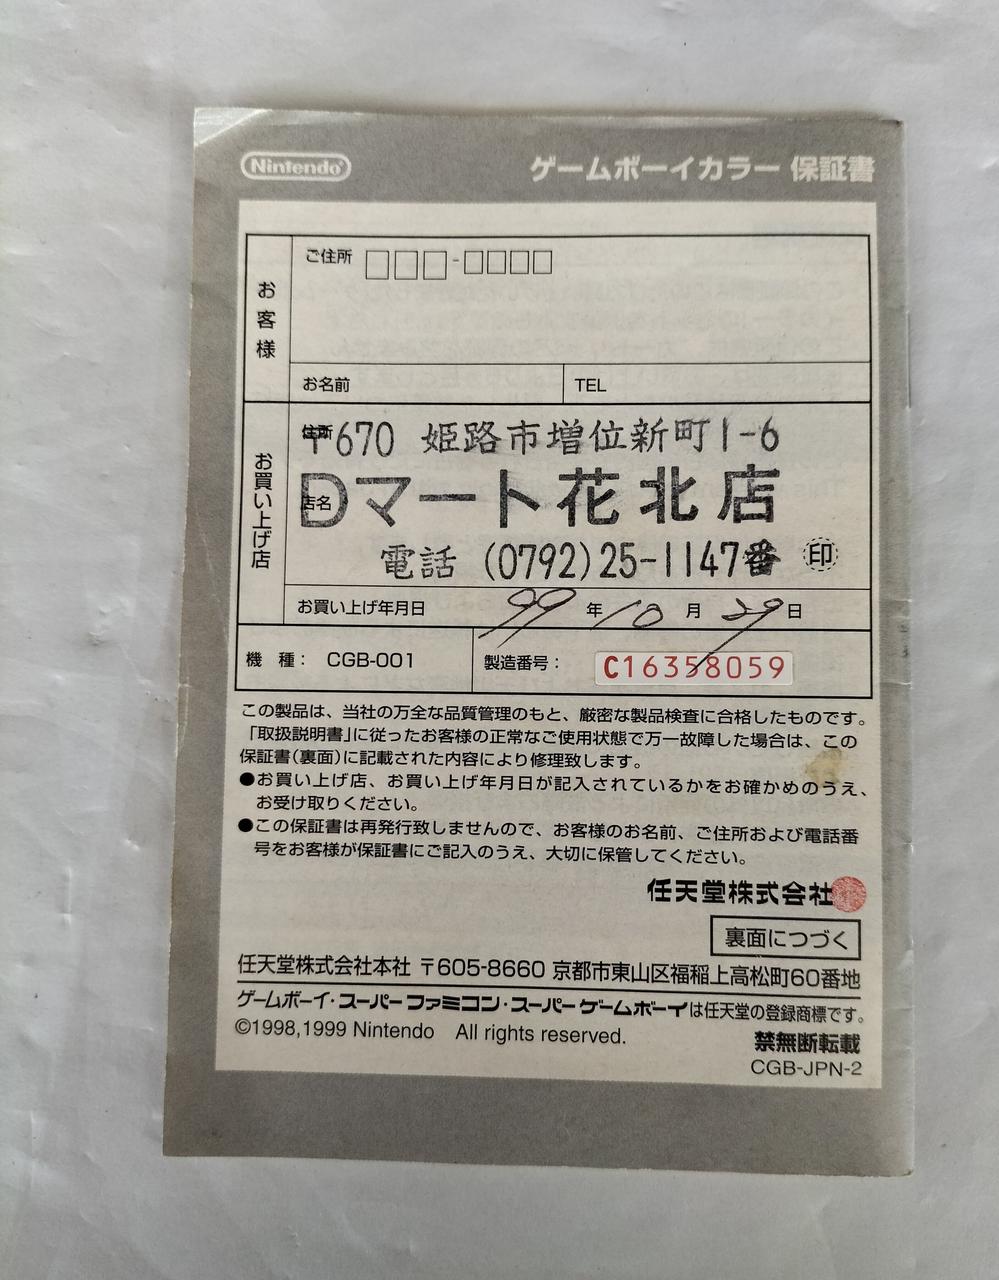 Nintendo
ゲームボーイカラー 保証書
お客様
ご住所 □□□-□□□□
お名前
TEL
お買い上げ店
住所
〒670 姫路市増位新町1-6
店名
Dマート花北店
電話 (0792)25-1147番
印
お買い上げ年月日 99年10月29日
機 種: CGB-001
製造番号: C16358059
この製品は、当社の万全な品質管理のもと、厳密な製品検査に合格したものです。
「取扱説明書」に従ったお客様の正常なご使用状態で万一故障した場合は、この
保証書(裏面)に記載された内容により修理致します。
●お買い上げ店、お買い上げ年月日が記入されているかをお確かめのうえ、
お受け取りください。
●この保証書は再発行致しませんので、お客様のお名前、ご住所および電話番
号をお客様が保証書にご記入のうえ、大切に保管してください。
任天堂株式会社
裏面につづく
任天堂株式会社本社 〒605-8660 京都市東山区福稲上高松町60番地
ゲームボーイ・スーパーファミコン・スーパーゲームボーイは任天堂の登録商標です。
©1998,1999 Nintendo All rights reserved.
禁無断転載
CGB-JPN-2